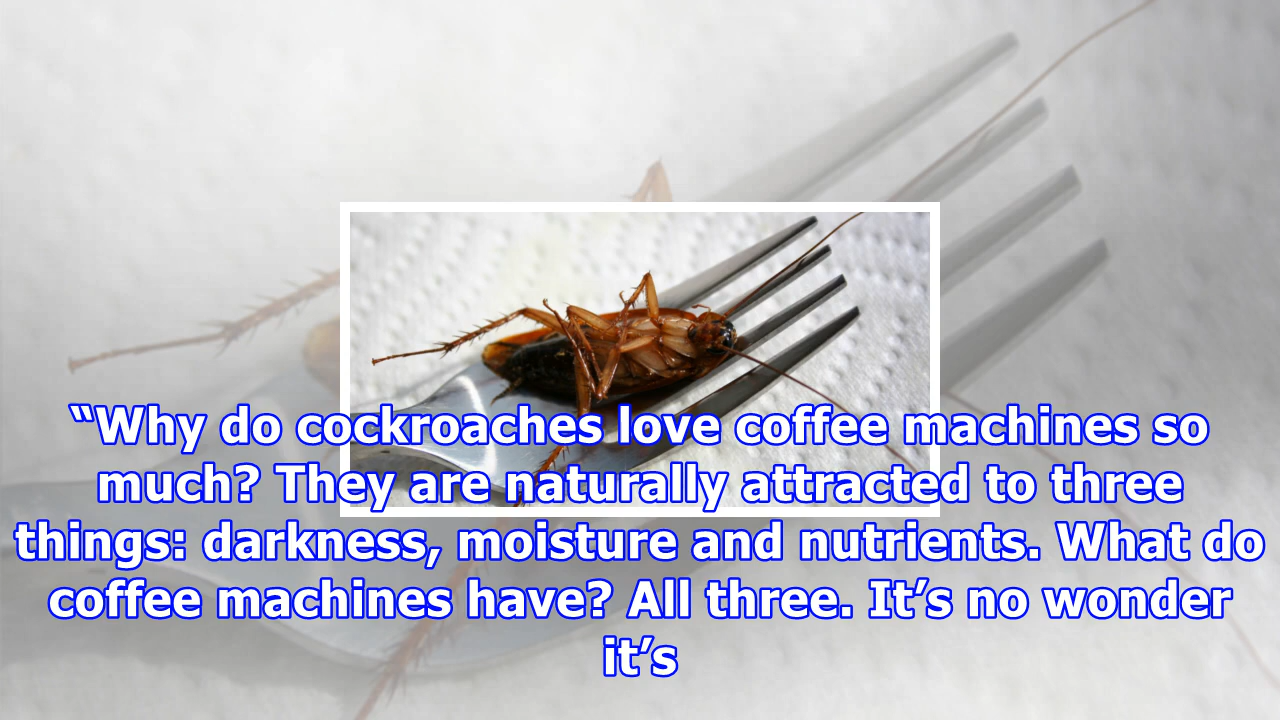 “Why do cockroaches love coffee machines so
much? They are naturally attracted to three
things: darkness, moisture and nutrients. What do
coffee machines have? All three. It’s no wonder
it’s